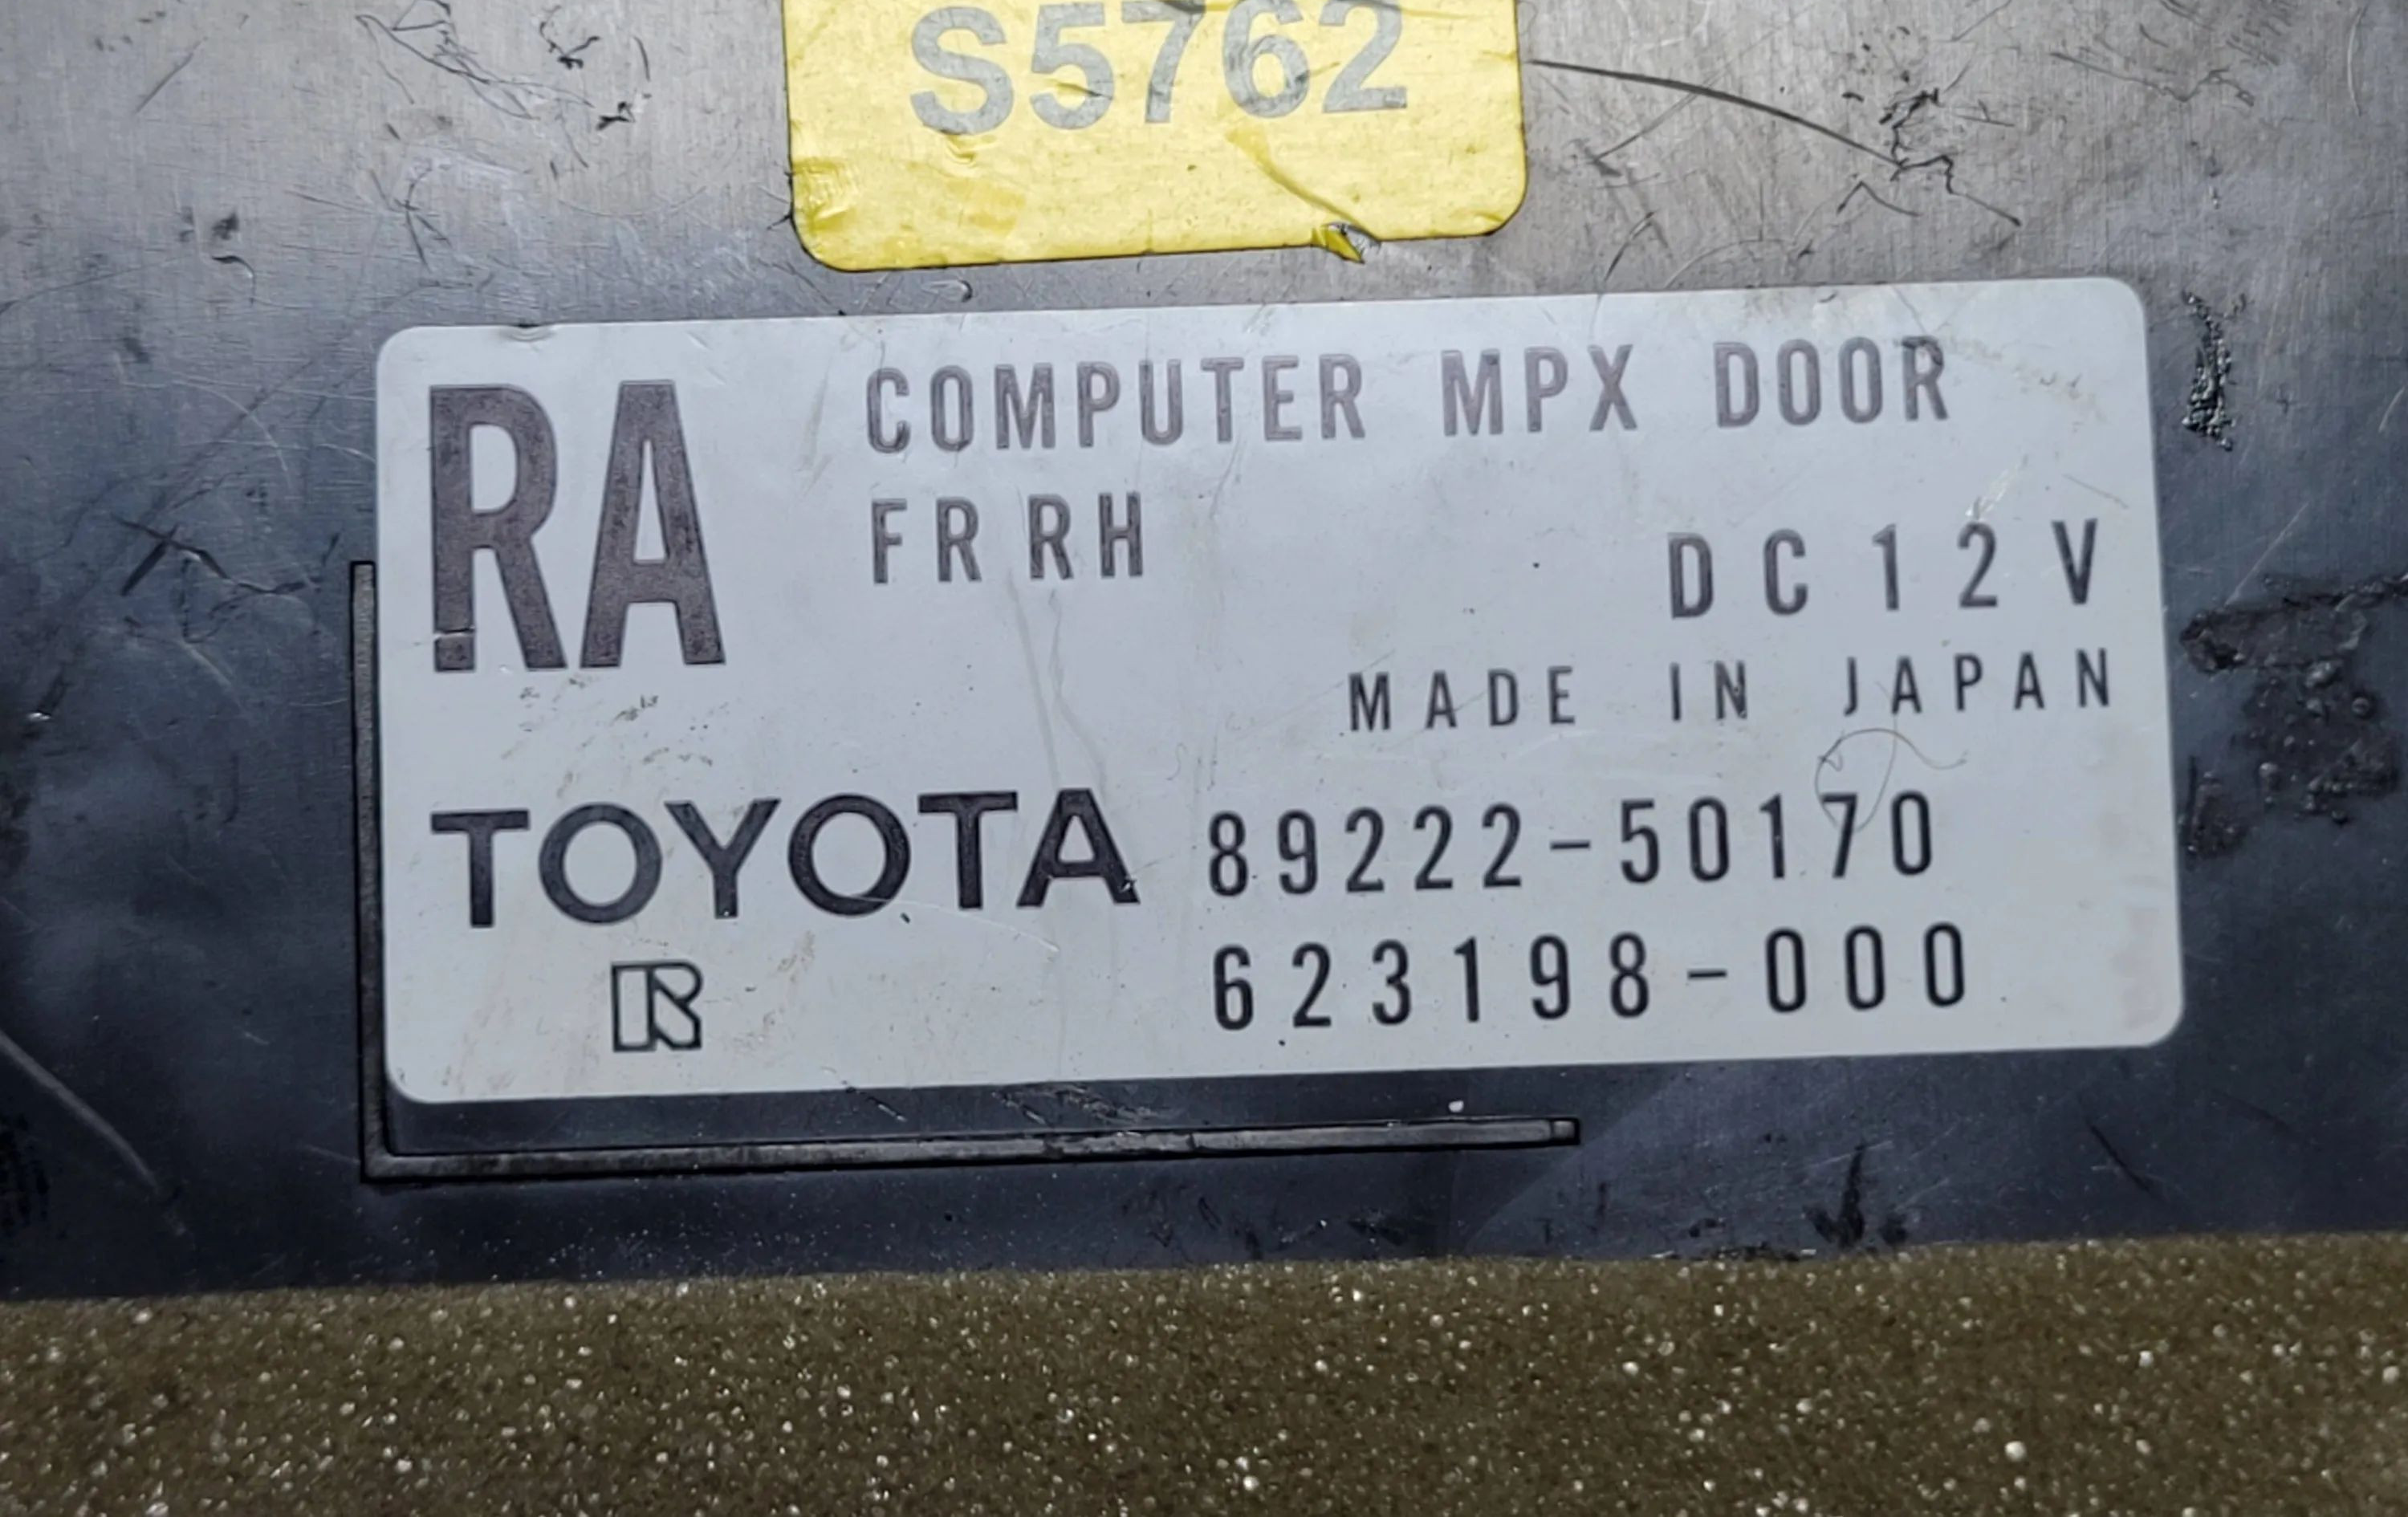 S5762
RA
COMPUTER MPX DOOR
FR RH
DC12V
MADE IN JAPAN
TOYOTA 89222-50170
R 623198-000